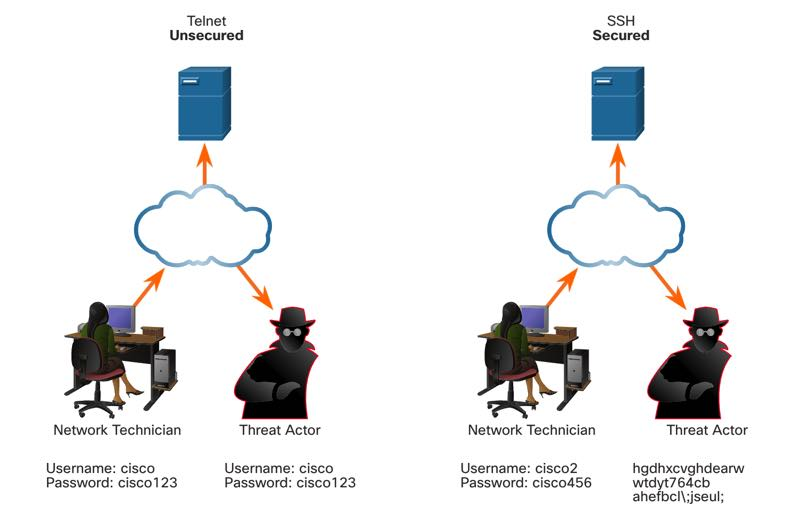 Telnet
Unsecured
Network Technician
Threat Actor
Username: cisco
Password: cisco123
Username: cisco
Password: cisco123
SSH
Secured
Network Technician
Threat Actor
Username: cisco2
Password: cisco456
hgdhxcvghdearw
wtdyt764cb
ahefbcl\;jseul;